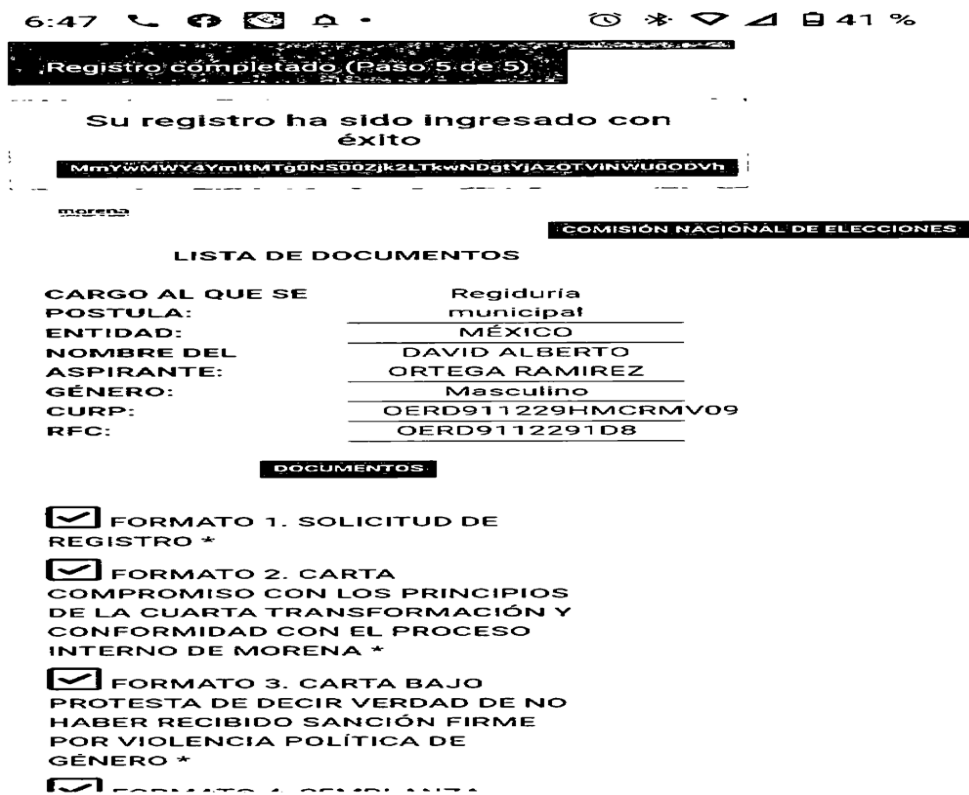 6:47
41 %
Registro completado (Paso 5 de 5)
Su registro ha sido ingresado con
éxito
morena
COMISIÓN NACIONAL DE ELECCIONES
LISTA DE DOCUMENTOS
CARGO AL QUE SE POSTULA: Regiduría municipal
ENTIDAD: MÉXICO
NOMBRE DEL ASPIRANTE: DAVID ALBERTO ORTEGA RAMIREZ
GÉNERO: Masculino
CURP: OERD911229HMCRMV09
RFC: OERD9112291D8
DOCUMENTOS
FORMATO 1. SOLICITUD DE
REGISTRO *
FORMATO 2. CARTA
COMPROMISO CON LOS PRINCIPIOS
DE LA CUARTA TRANSFORMACIÓN Y
CONFORMIDAD CON EL PROCESO
INTERNO DE MORENA *
FORMATO 3. CARTA BAJO
PROTESTA DE DECIR VERDAD DE NO
HABER RECIBIDO SANCIÓN FIRME
POR VIOLENCIA POLÍTICA DE
GÉNERO *
FORMATO 4. SEMBLANZA